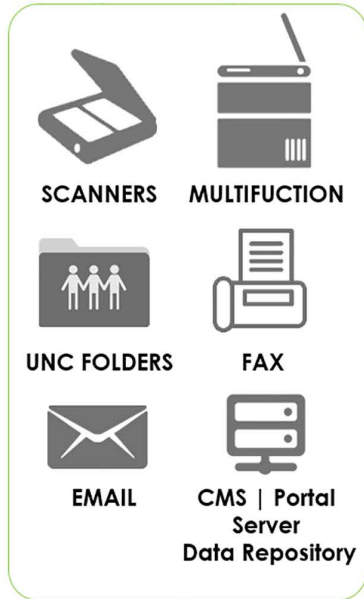 SCANNERS
MULTIFUCTION
UNC FOLDERS
FAX
EMAIL
CMS | Portal
Server
Data Repository